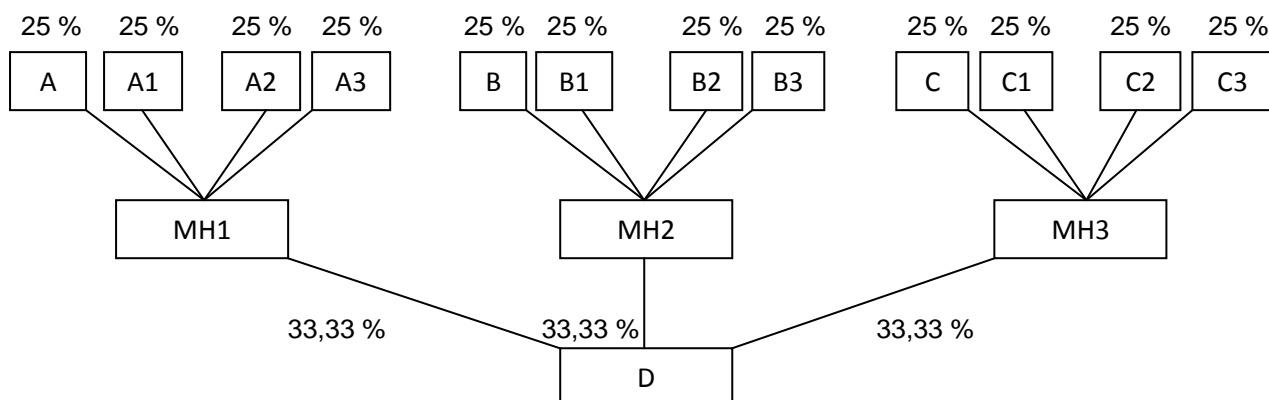 25 % 25 % 25 % 25 % 25 % 25 % 25 % 25 % 25 % 25 % 25 % 25 %
A A1 A2 A3 B B1 B2 B3 C C1 C2 C3
MH1 MH2 MH3
33,33 % 33,33 % 33,33 %
D